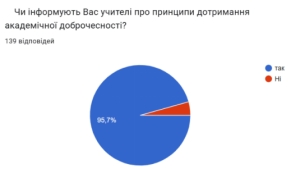 Чи інформують Вас учителі про принципи дотримання
академічної доброчесності?
139 відповідей
так
Ні
95,7%